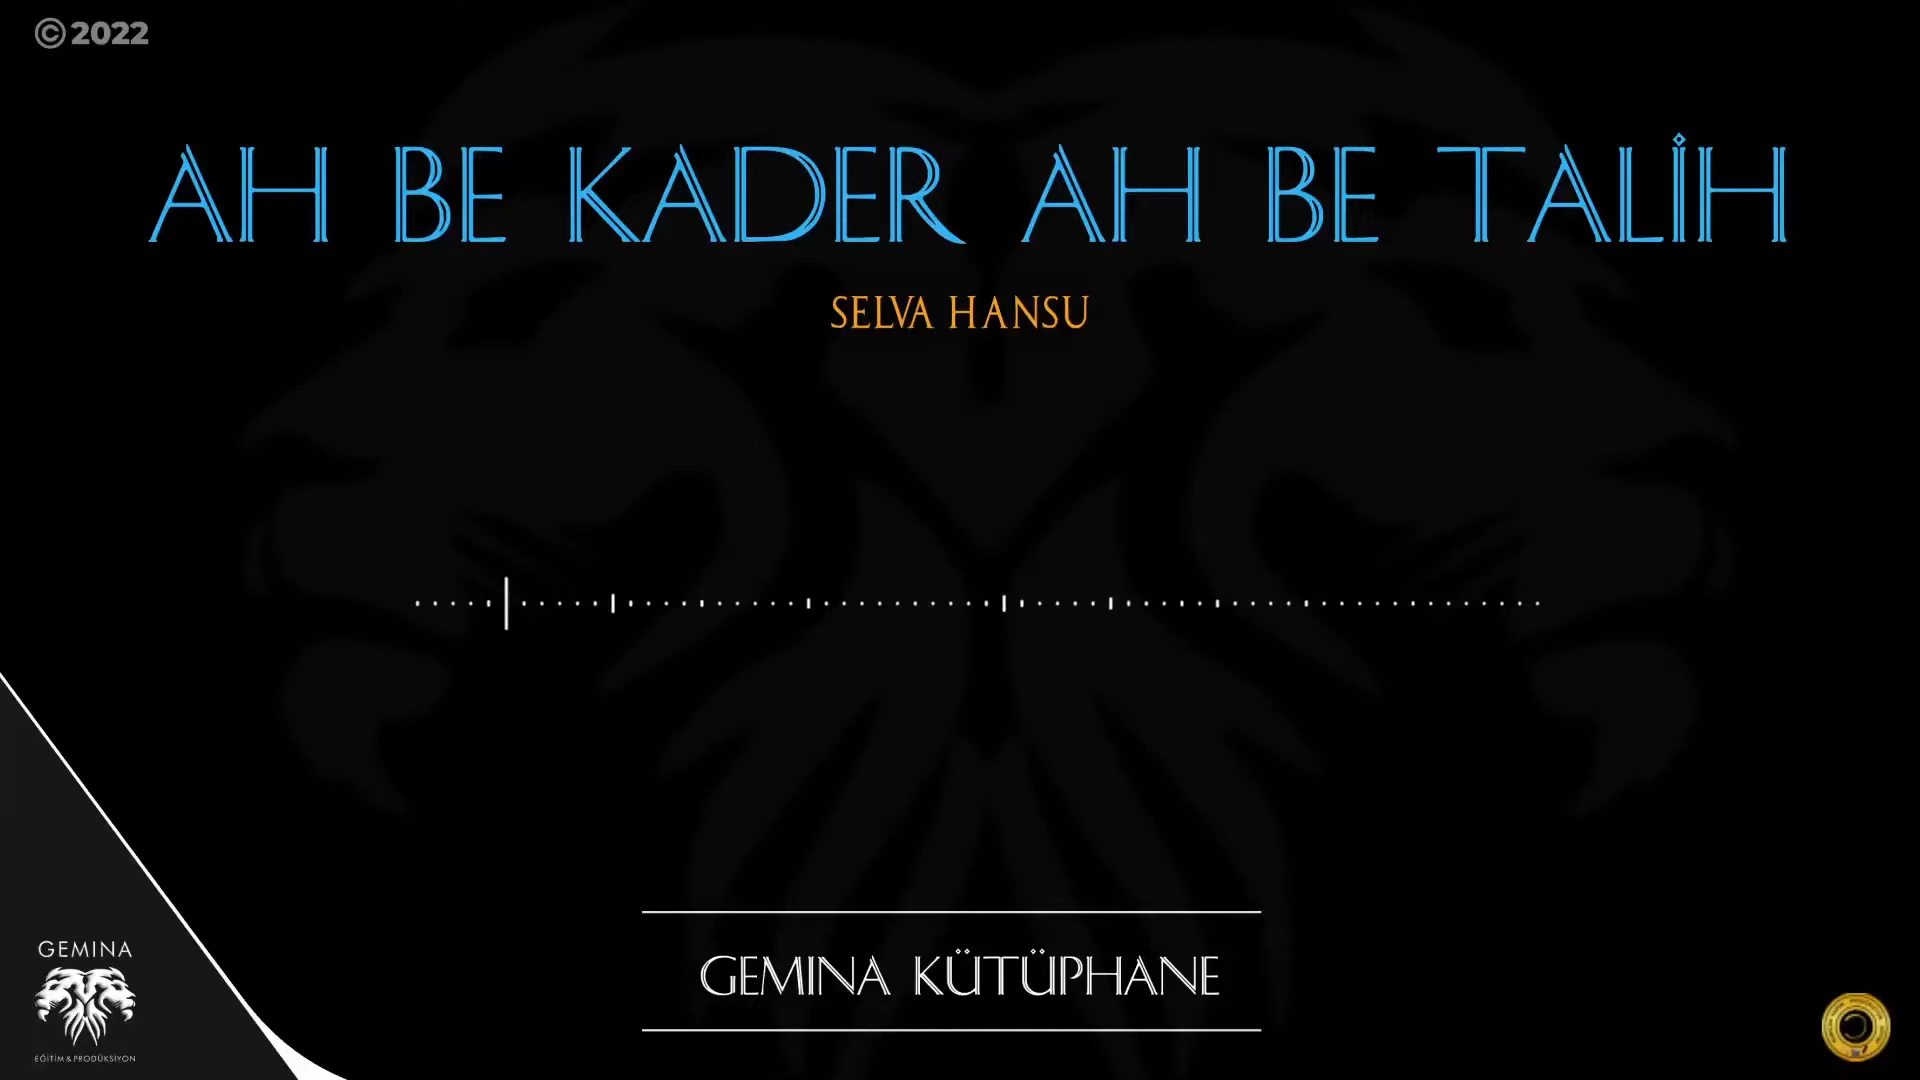 © 2022
AH BE KADER AH BE TALİH
SELVA HANSU
GEMINA KÜTÜPHANE
GEMINA
EĞİTİM & PRODÜKSİYON